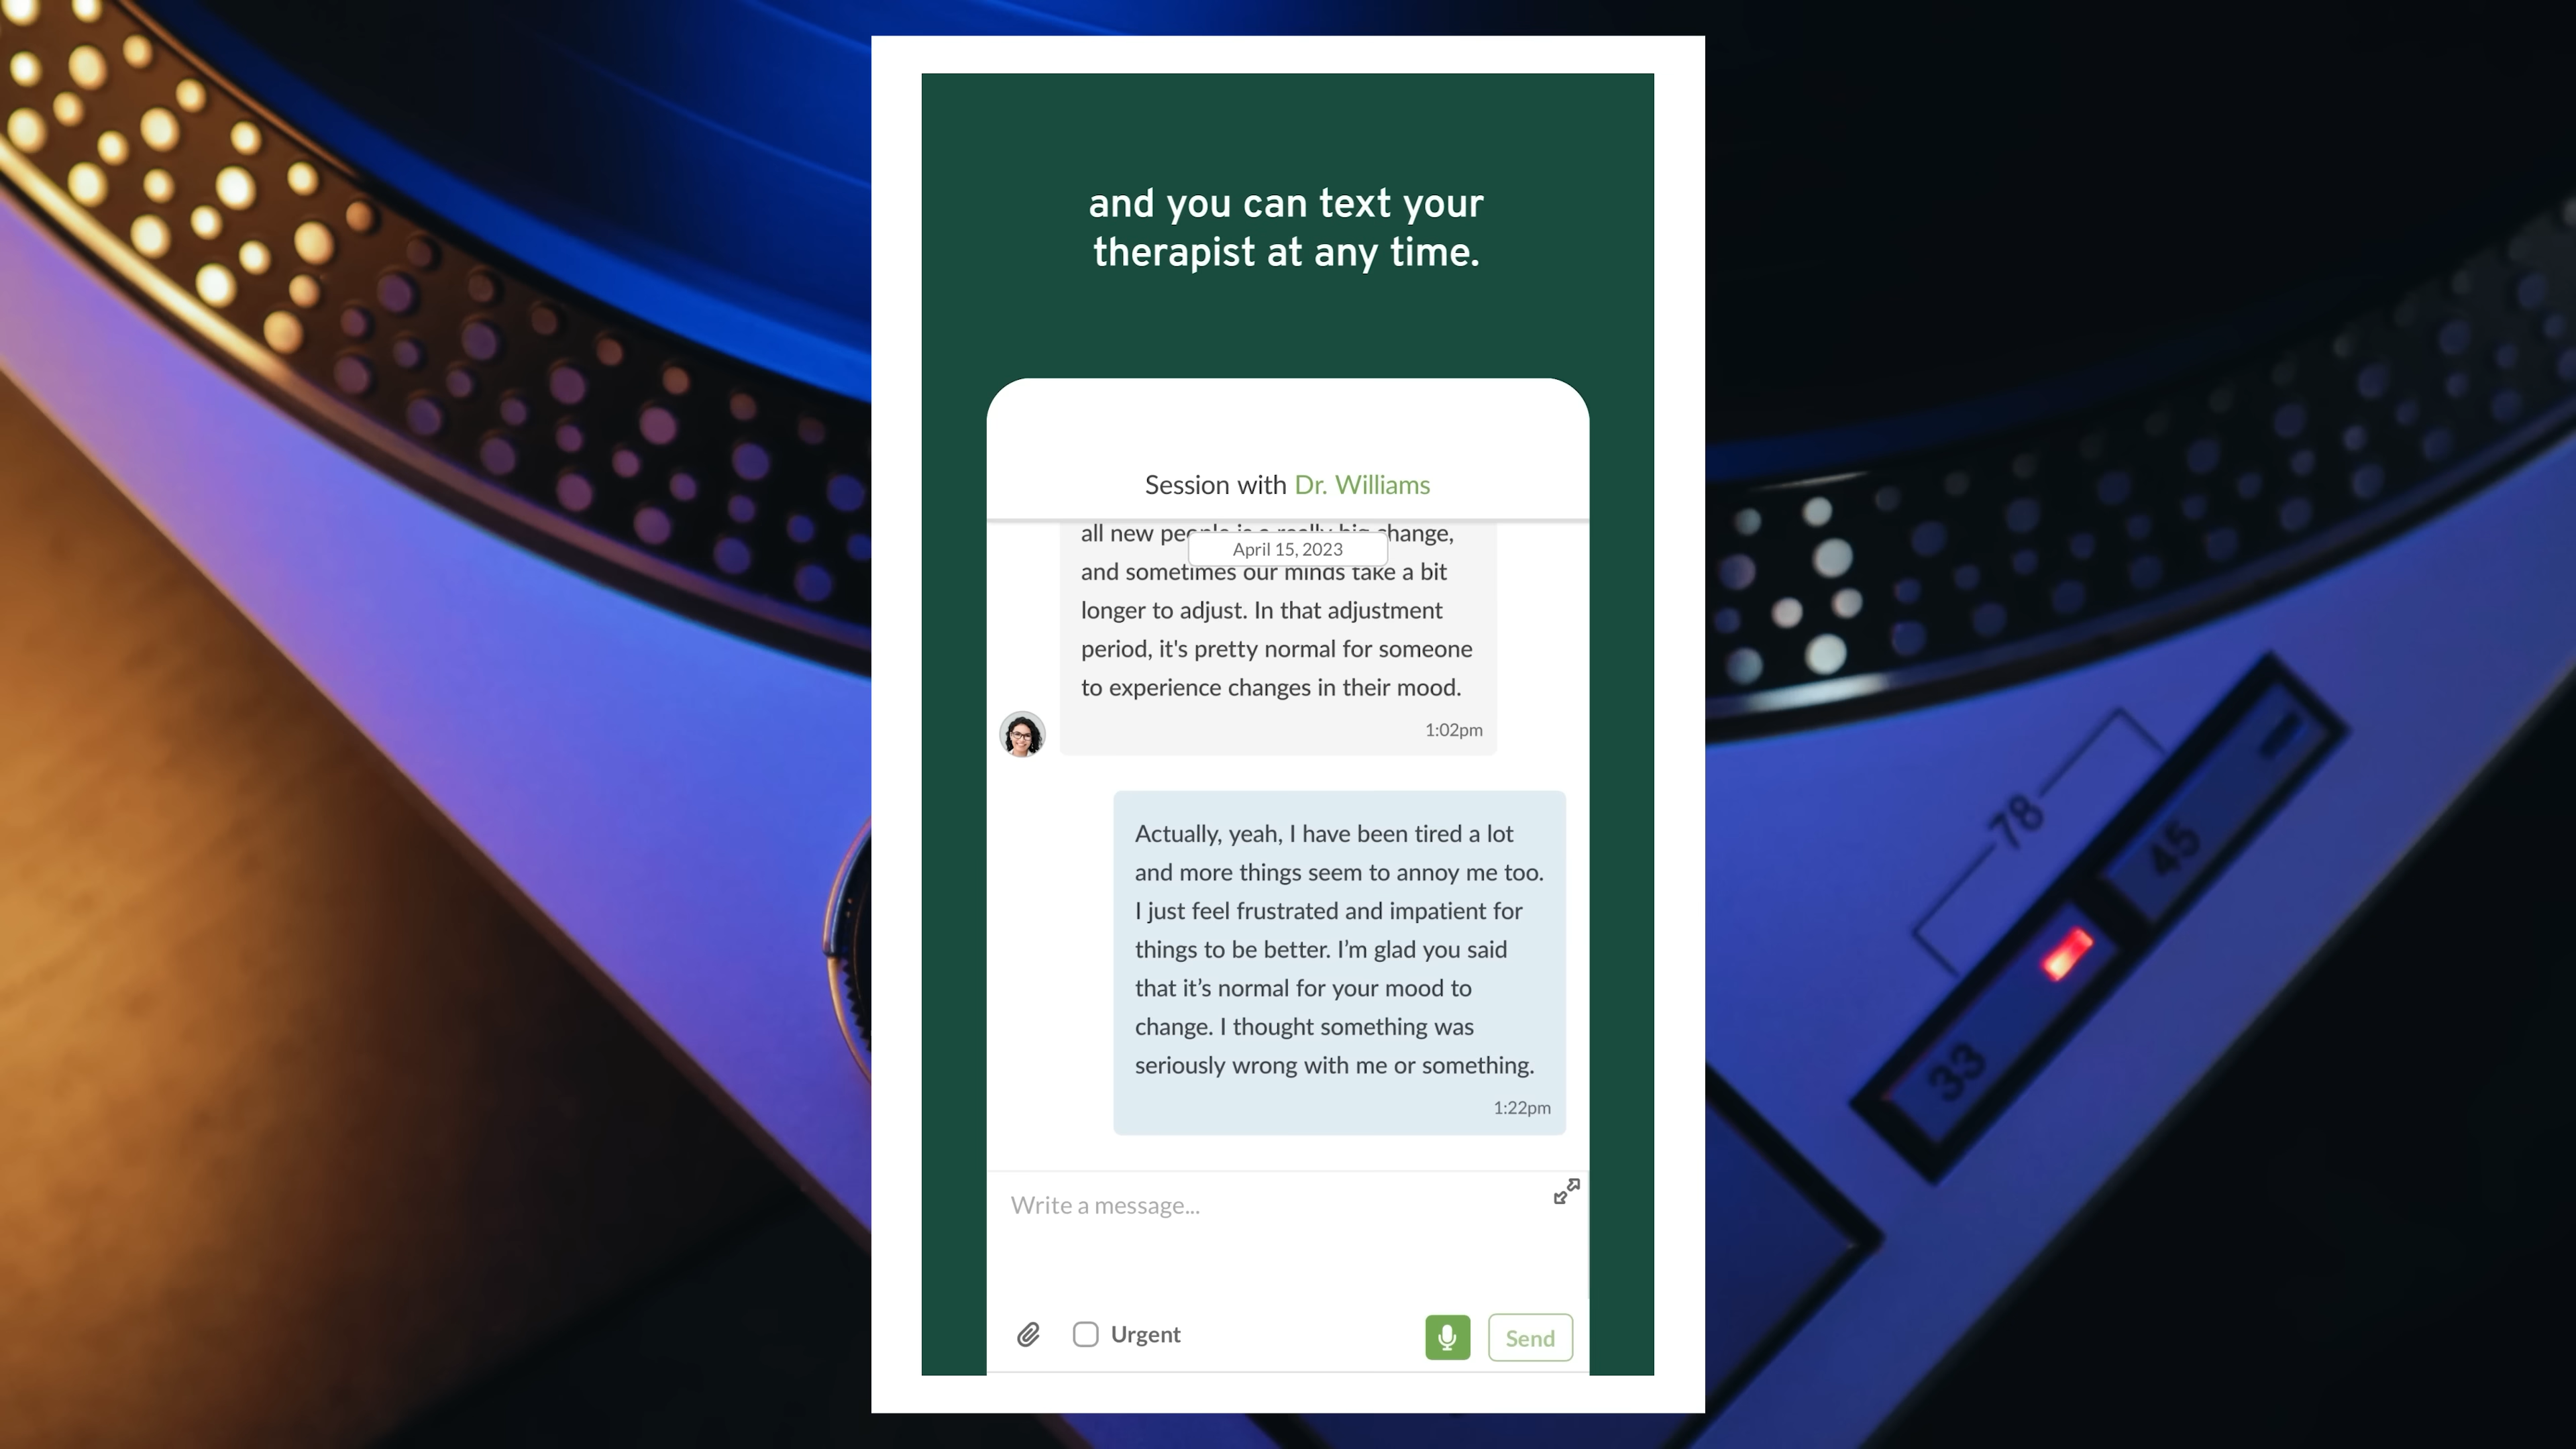 and you can text your
therapist at any time.
Session with Dr. Williams
all new people is a really big change,
April 15, 2023
and sometimes our minds take a bit
longer to adjust. In that adjustment
period, it's pretty normal for someone
to experience changes in their mood.
1:02pm
Actually, yeah, I have been tired a lot
and more things seem to annoy me too.
I just feel frustrated and impatient for
things to be better. I’m glad you said
that it’s normal for your mood to
change. I thought something was
seriously wrong with me or something.
1:22pm
Write a message...
Urgent
Send
78
45
33